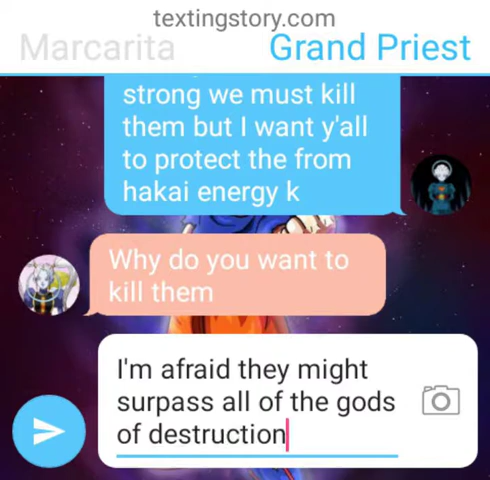 textingstory.com
Marcarita Grand Priest
strong we must kill
them but I want y'all
to protect the from
hakai energy k
Why do you want to
kill them
I'm afraid they might
surpass all of the gods
of destruction